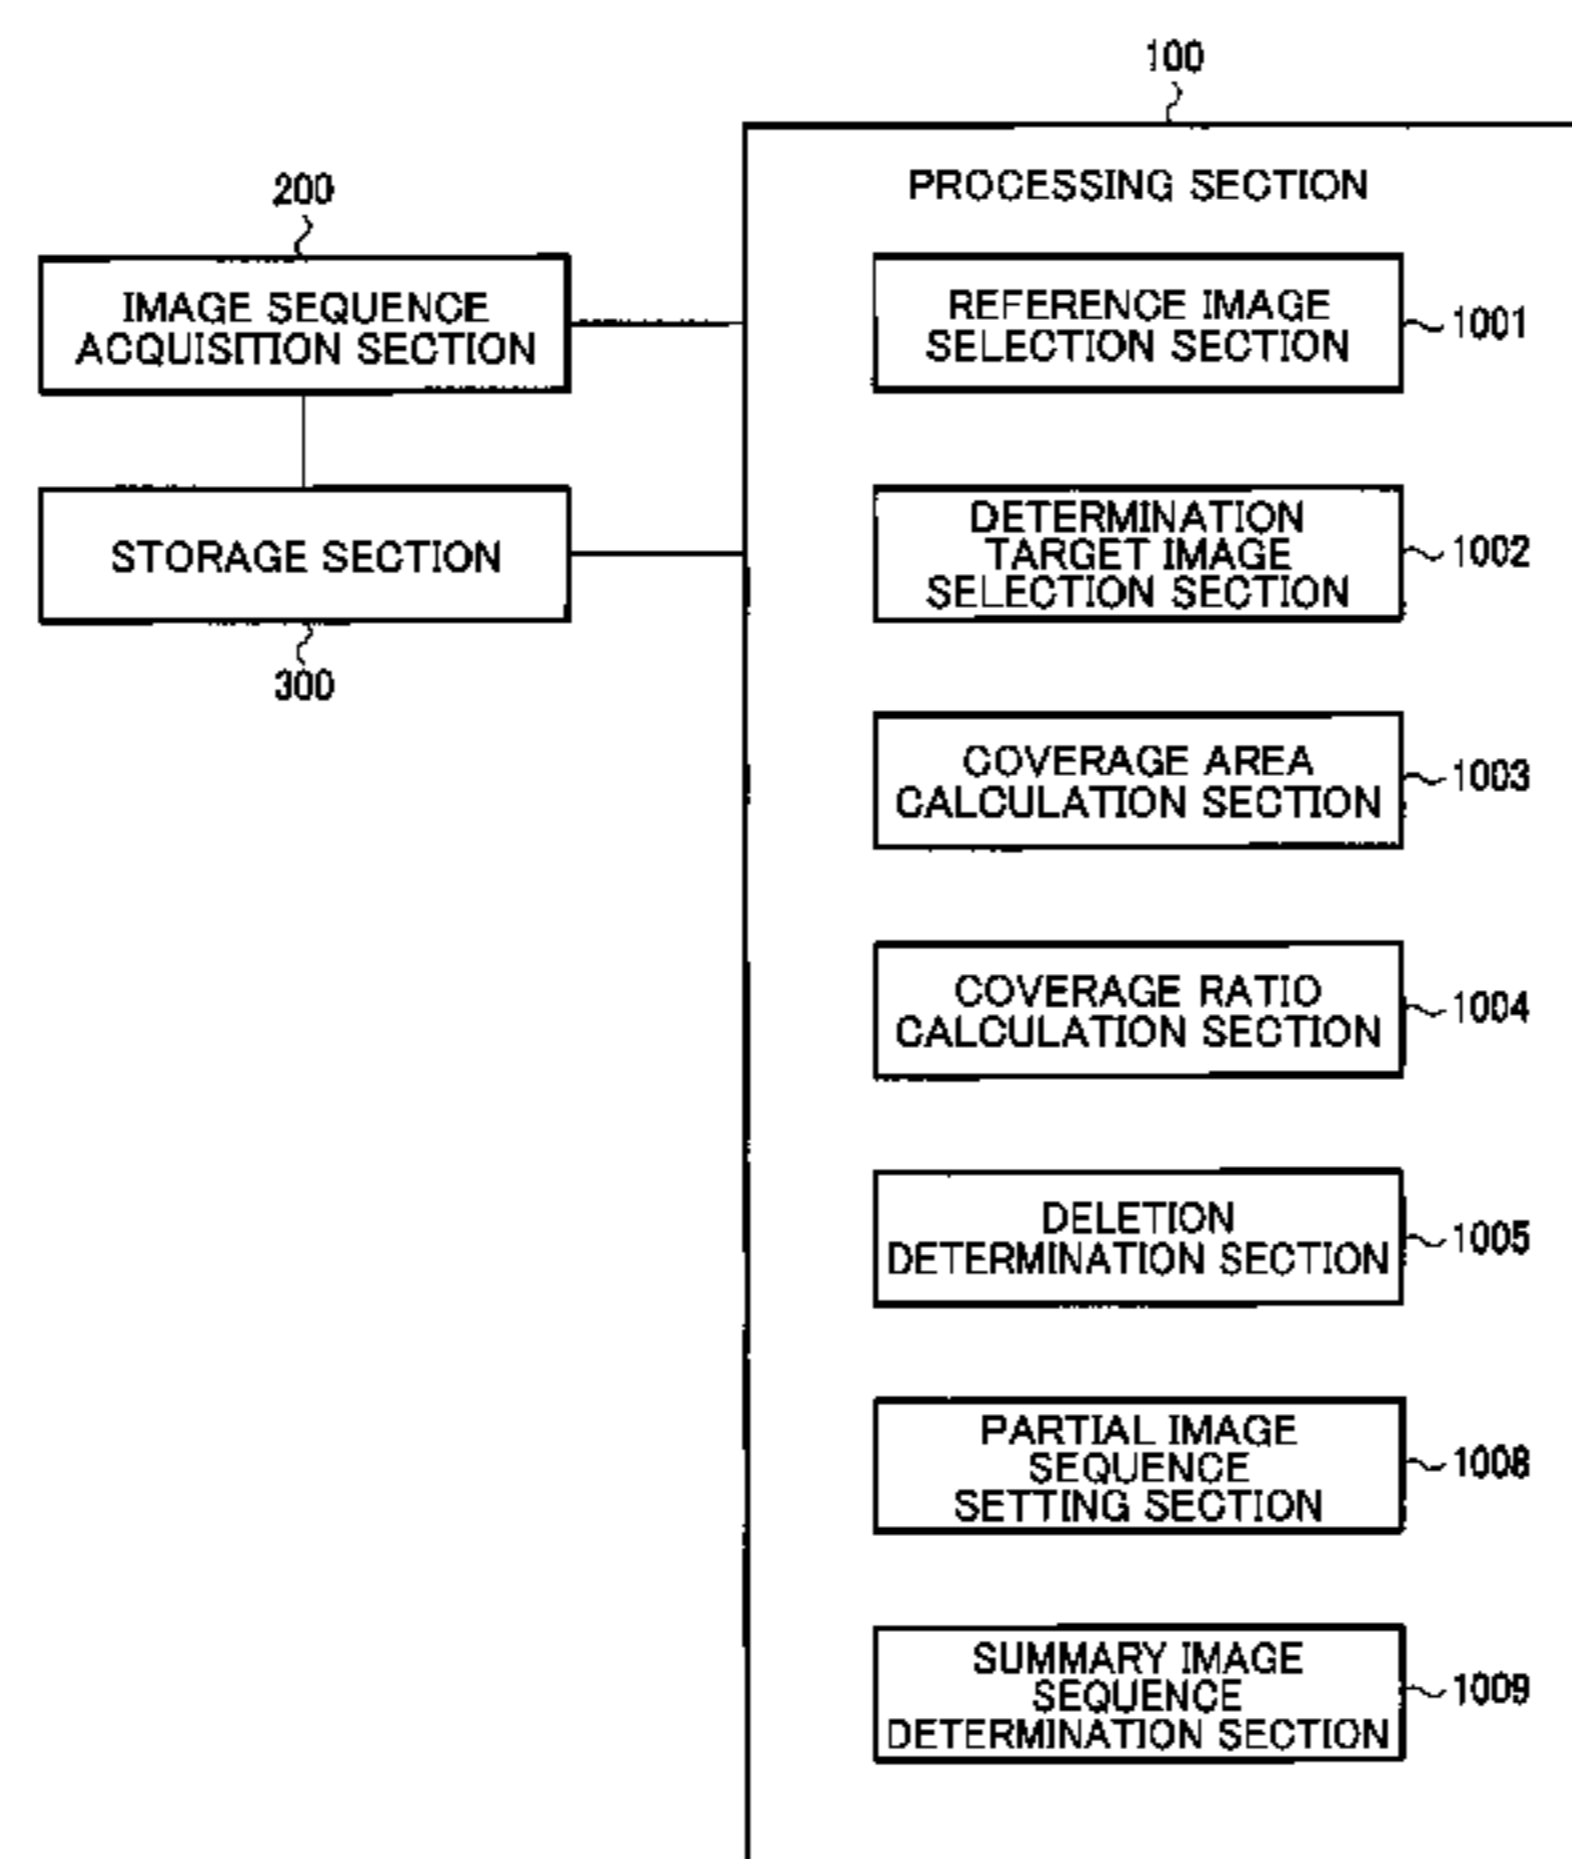 100
PROCESSING SECTION
200
IMAGE SEQUENCE
ACQUISITION SECTION
STORAGE SECTION
300
REFERENCE IMAGE
SELECTION SECTION
1001
DETERMINATION
TARGET IMAGE
SELECTION SECTION
1002
COVERAGE AREA
CALCULATION SECTION
1003
COVERAGE RATIO
CALCULATION SECTION
1004
DELETION
DETERMINATION SECTION
1005
PARTIAL IMAGE
SEQUENCE
SETTING SECTION
1008
SUMMARY IMAGE
SEQUENCE
DETERMINATION SECTION
1009